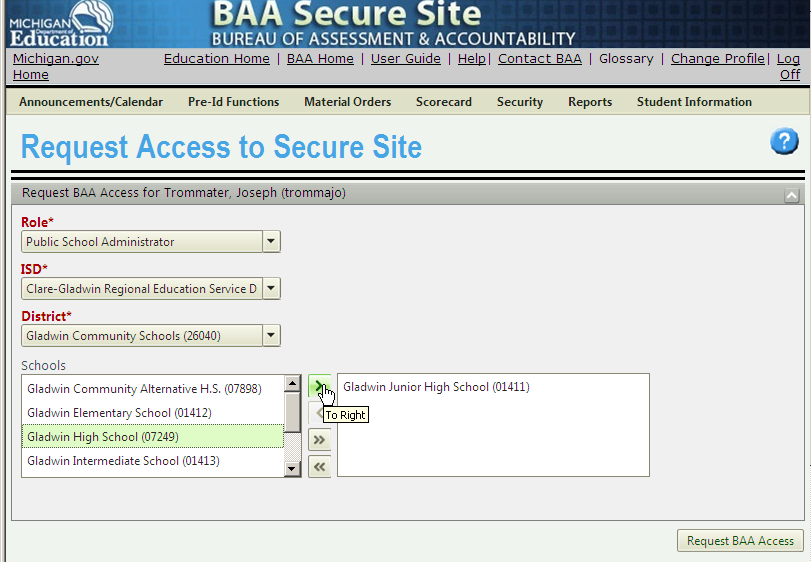 MICHIGAN
Department of
Education
BAA Secure Site
BUREAU OF ASSESSMENT & ACCOUNTABILITY
Michigan.gov Home
Education Home | BAA Home | User Guide | Help| Contact BAA | Glossary | Change Profile| Log Off
Announcements/Calendar Pre-Id Functions Material Orders Scorecard Security Reports Student Information
Request Access to Secure Site
?
Request BAA Access for Trommater, Joseph (trommajo)
Role*
Public School Administrator
ISD*
Clare-Gladwin Regional Education Service D
District*
Gladwin Community Schools (26040)
Schools
Gladwin Community Alternative H.S. (07898)
Gladwin Elementary School (01412)
Gladwin High School (07249)
Gladwin Intermediate School (01413)
To Right
Gladwin Junior High School (01411)
Request BAA Access